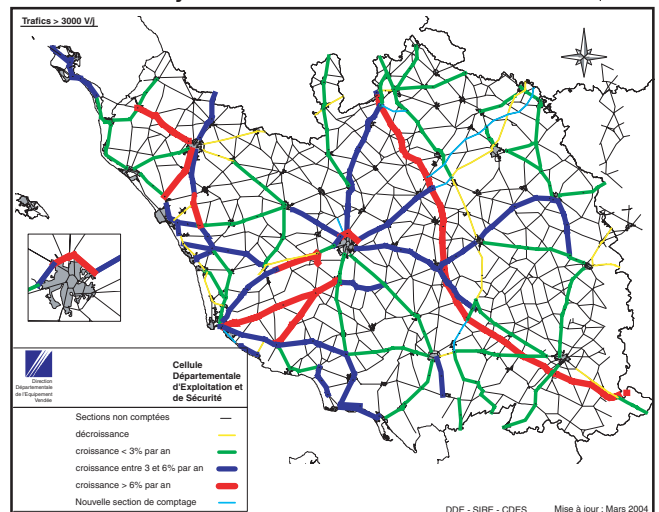 Trafics > 3000 V/j
Direction
Départementale
de l'Equipement
Vendée
Cellule
Départementale
d'Exploitation et
de Sécurité
Sections non comptées
décroissance
croissance < 3% par an
croissance entre 3 et 6% par an
croissance > 6% par an
Nouvelle section de comptage
DDE - SIRE - CDES Mise à jour : Mars 2004